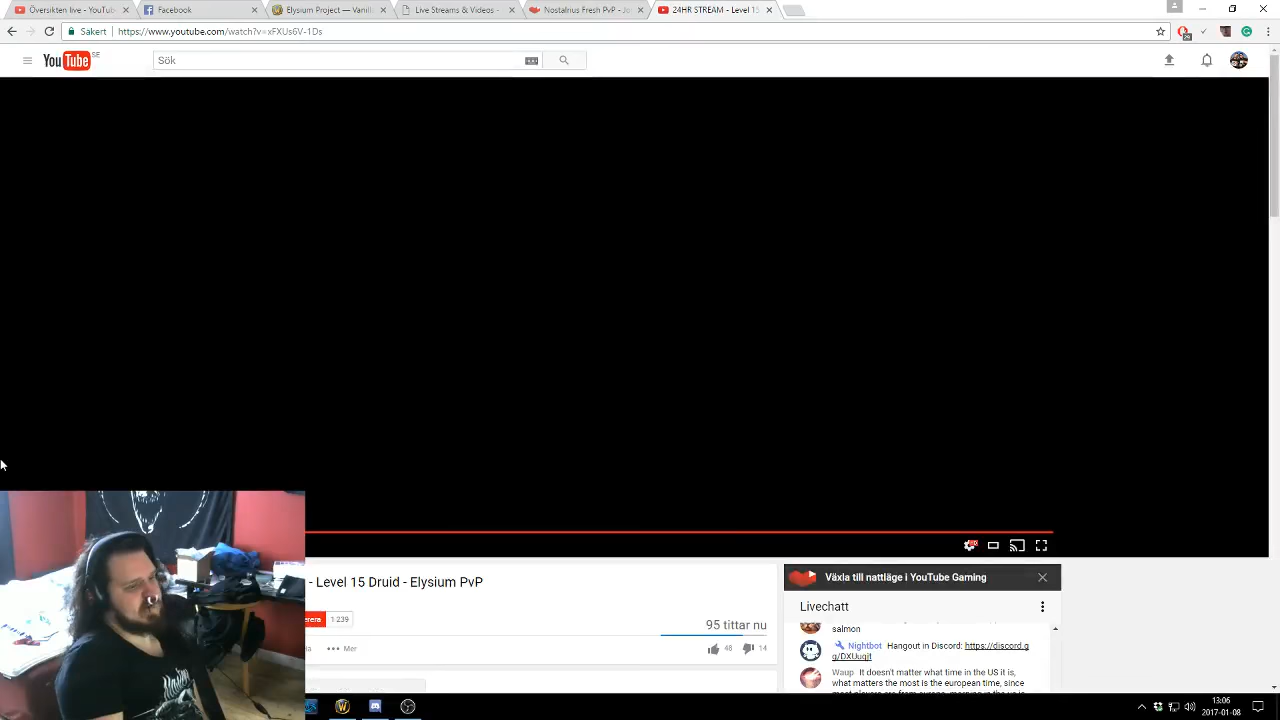 Översikten live - YouTub
Facebook
Elysium Project — Vanill
Live Streams & Videos -
Nostalrius Fresh PvP - Jo
24HR STREAM - Level 15
Säkert
https://www.youtube.com/watch?v=xFXUs6V-1Ds
YouTube SE
Sök
- Level 15 Druid - Elysium PvP
1 239
95 tittar nu
Mer
48
14
Växla till nattläge i YouTube Gaming
Livechatt
salmon
Nightbot Hangout in Discord: https://discord.g
g/DXUuqjt
Waup It doesn't matter what time in the US it is,
what matters the most is the european time, since
13:06
2017-01-08